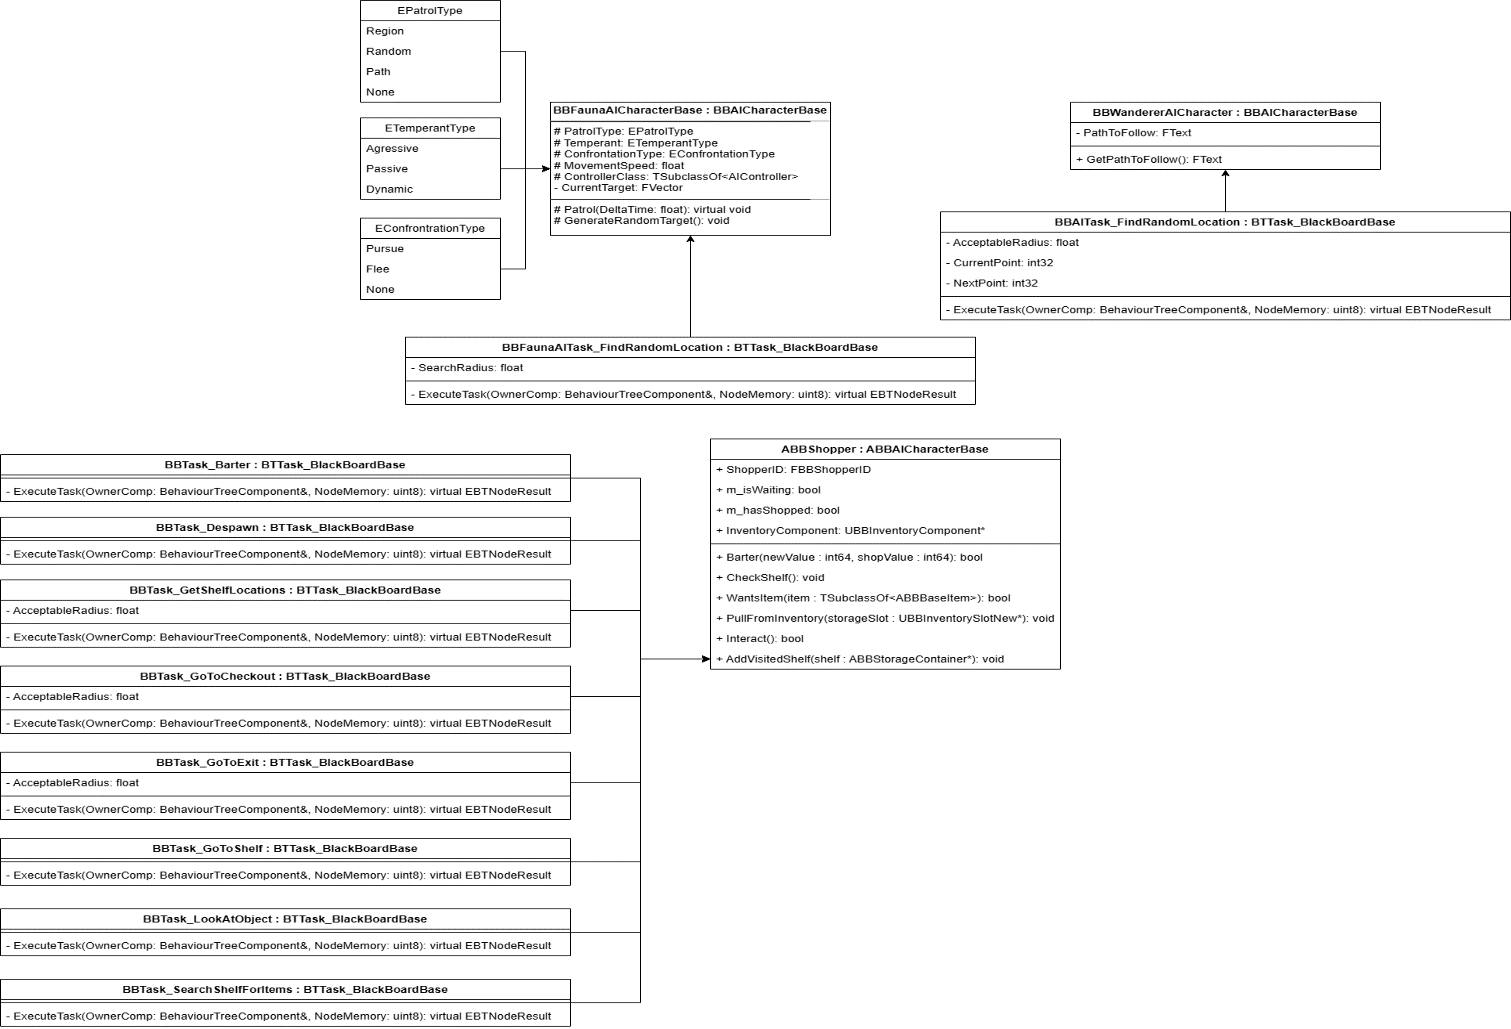 EPatrolType
Region
Random
Path
None
ETemperantType
Agressive
Passive
Dynamic
EConfrontrationType
Pursue
Flee
None
BBFaunaAICharacterBase : BBAICharacterBase
# PatrolType: EPatrolType
# Temperant: ETemperantType
# ConfrontationType: EConfrontationType
# MovementSpeed: float
# ControllerClass: TSubclassOf<AIController>
- CurrentTarget: FVector
# Patrol(DeltaTime: float): virtual void
# GenerateRandomTarget(): void
BBWandererAICharacter : BBAICharacterBase
- PathToFollow: FText
+ GetPathToFollow(): FText
BBAITask_FindRandomLocation : BTTask_BlackBoardBase
- AcceptableRadius: float
- CurrentPoint: int32
- NextPoint: int32
- ExecuteTask(OwnerComp: BehaviourTreeComponent&, NodeMemory: uint8): virtual EBTNodeResult
BBFaunaAITask_FindRandomLocation : BTTask_BlackBoardBase
- SearchRadius: float
- ExecuteTask(OwnerComp: BehaviourTreeComponent&, NodeMemory: uint8): virtual EBTNodeResult
BBTask_Barter : BTTask_BlackBoardBase
- ExecuteTask(OwnerComp: BehaviourTreeComponent&, NodeMemory: uint8): virtual EBTNodeResult
BBTask_Despawn : BTTask_BlackBoardBase
- ExecuteTask(OwnerComp: BehaviourTreeComponent&, NodeMemory: uint8): virtual EBTNodeResult
BBTask_GetShelfLocations : BTTask_BlackBoardBase
- AcceptableRadius: float
- ExecuteTask(OwnerComp: BehaviourTreeComponent&, NodeMemory: uint8): virtual EBTNodeResult
BBTask_GoToCheckout : BTTask_BlackBoardBase
- AcceptableRadius: float
- ExecuteTask(OwnerComp: BehaviourTreeComponent&, NodeMemory: uint8): virtual EBTNodeResult
BBTask_GoToExit : BTTask_BlackBoardBase
- AcceptableRadius: float
- ExecuteTask(OwnerComp: BehaviourTreeComponent&, NodeMemory: uint8): virtual EBTNodeResult
BBTask_GoToShelf : BTTask_BlackBoardBase
- ExecuteTask(OwnerComp: BehaviourTreeComponent&, NodeMemory: uint8): virtual EBTNodeResult
BBTask_LookAtObject : BTTask_BlackBoardBase
- ExecuteTask(OwnerComp: BehaviourTreeComponent&, NodeMemory: uint8): virtual EBTNodeResult
BBTask_SearchShelfForItems : BTTask_BlackBoardBase
- ExecuteTask(OwnerComp: BehaviourTreeComponent&, NodeMemory: uint8): virtual EBTNodeResult
ABBShopper : ABBAICharacterBase
+ ShopperID: FBBShopperID
+ m_isWaiting: bool
+ m_hasShopped: bool
+ InventoryComponent: UBBInventoryComponent*
+ Barter(newValue : int64, shopValue : int64): bool
+ CheckShelf(): void
+ WantsItem(item : TSubclassOf<ABBBaseItem>): bool
+ PullFromInventory(storageSlot : UBBInventorySlotNew*): void
+ Interact(): bool
+ AddVisitedShelf(shelf : ABBStorageContainer*): void